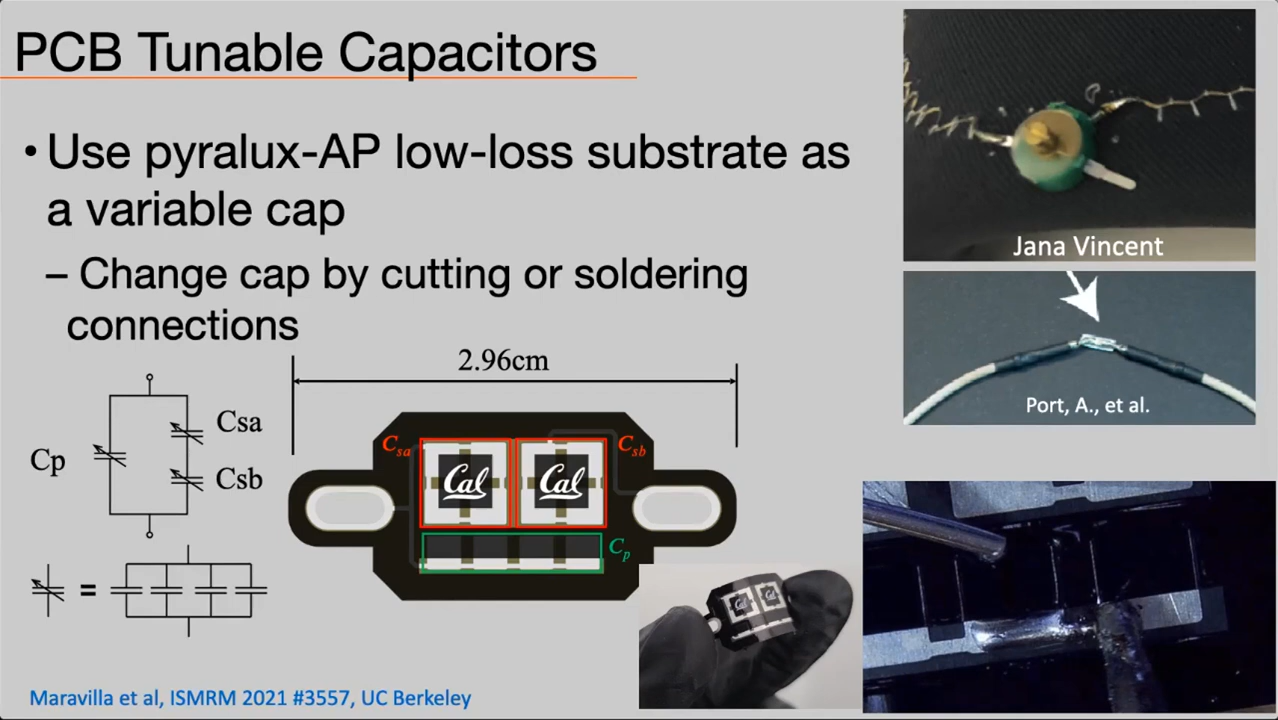 PCB Tunable Capacitors
• Use pyralux-AP low-loss substrate as
a variable cap
– Change cap by cutting or soldering
connections
Jana Vincent
Port, A., et al.
2.96cm
Cp
Csa
Csb
Csa
Csb
Cal
Cal
Cp
=
Cal
Cal
Maravilla et al, ISMRM 2021 #3557, UC Berkeley